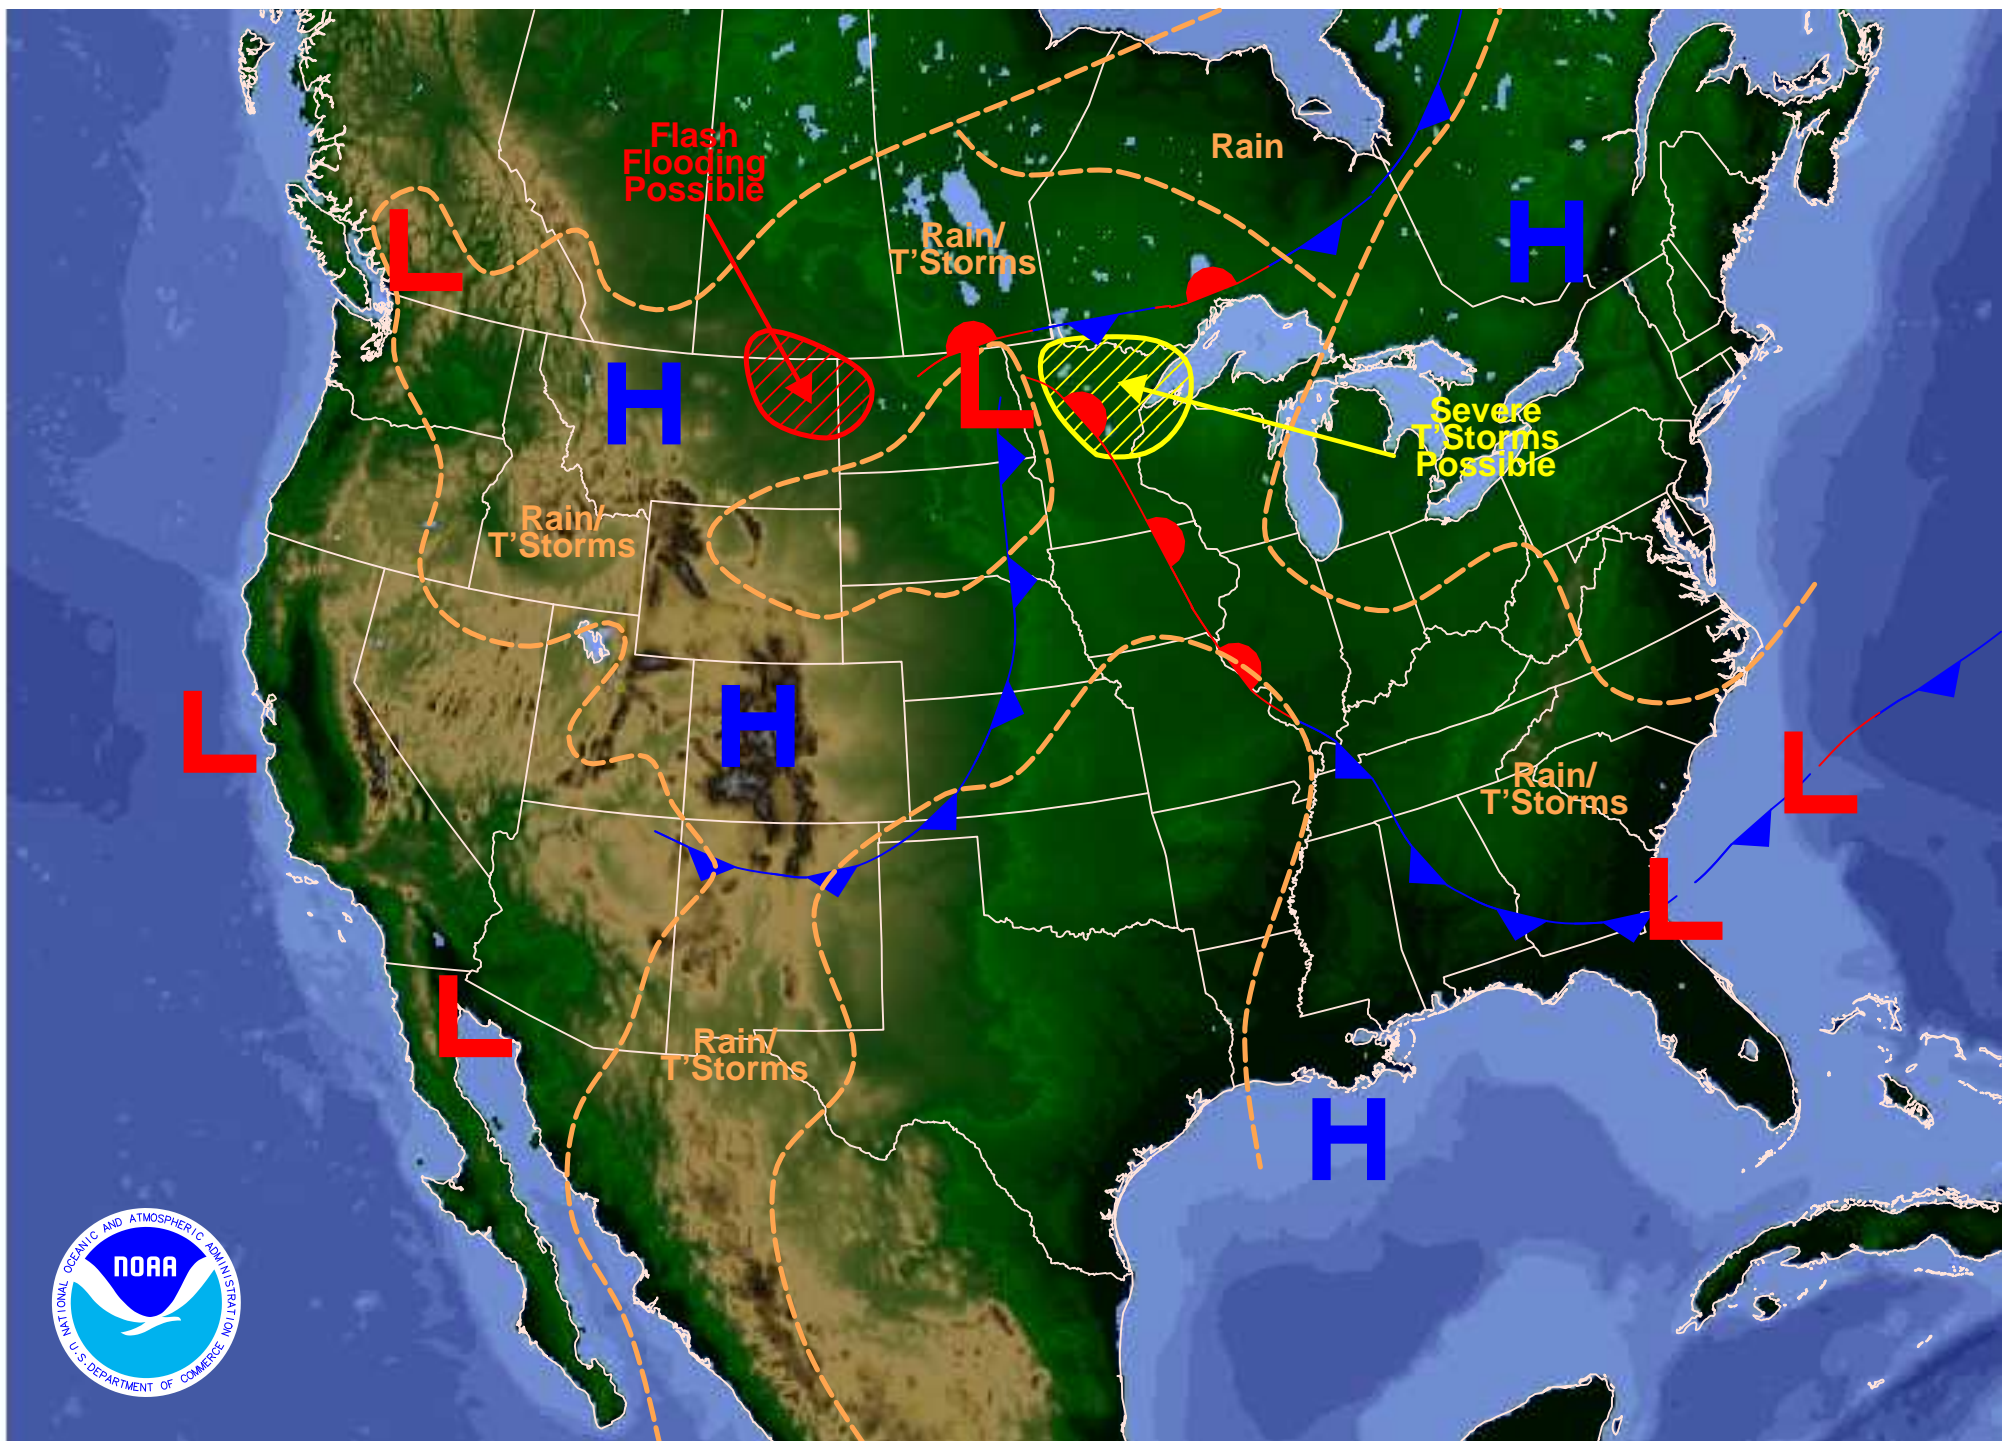 Flash
Flooding
Possible
Rain
Rain/
T'Storms
H
L
L
H
Severe
T'Storms
Possible
Rain/
T'Storms
L
H
L
Rain/
T'Storms
L
L
Rain/
T'Storms
H
NATIONAL OCEANIC AND ATMOSPHERIC ADMINISTRATION
NOAA
U.S. DEPARTMENT OF COMMERCE